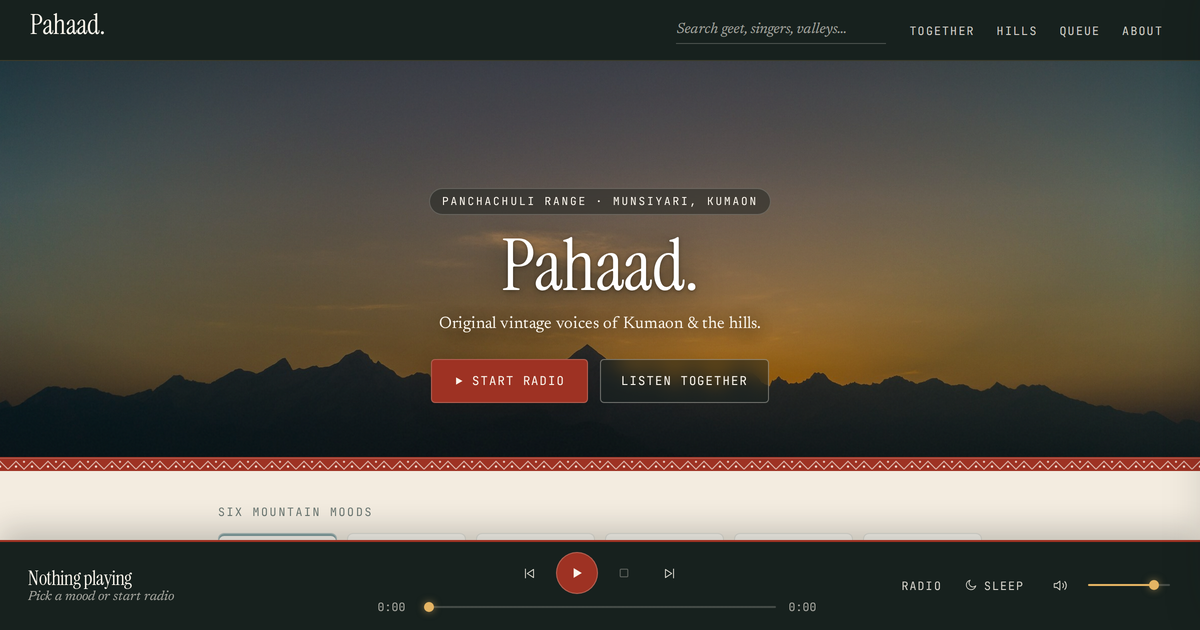 Pahaad.
Search geet, singers, valleys...
TOGETHER
HILLS
QUEUE
ABOUT
PANCHACHULI RANGE · MUNSIYARI, KUMAON
Pahaad.
Original vintage voices of Kumaon & the hills.
START RADIO
LISTEN TOGETHER
SIX MOUNTAIN MOODS
Nothing playing
Pick a mood or start radio
0:00
0:00
RADIO
SLEEP